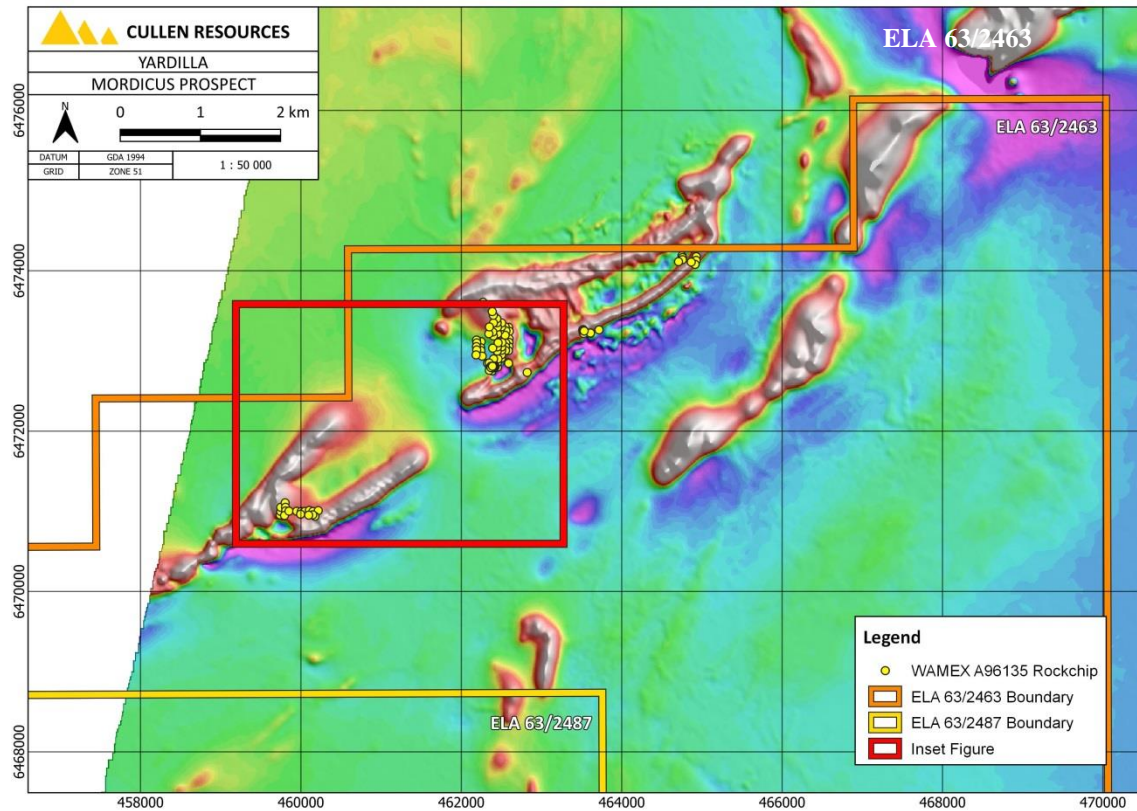 CULLEN RESOURCES
YARDILLA
MORDICUS PROSPECT
N
0 1 2 km
DATUM GDA 1994
GRID ZONE 51
1 : 50 000
ELA 63/2463
ELA 63/2463
ELA 63/2487
6476000
6474000
6472000
6470000
6468000
Legend
WAMEX A96135 Rockchip
ELA 63/2463 Boundary
ELA 63/2487 Boundary
Inset Figure
458000 460000 462000 464000 466000 468000 470000